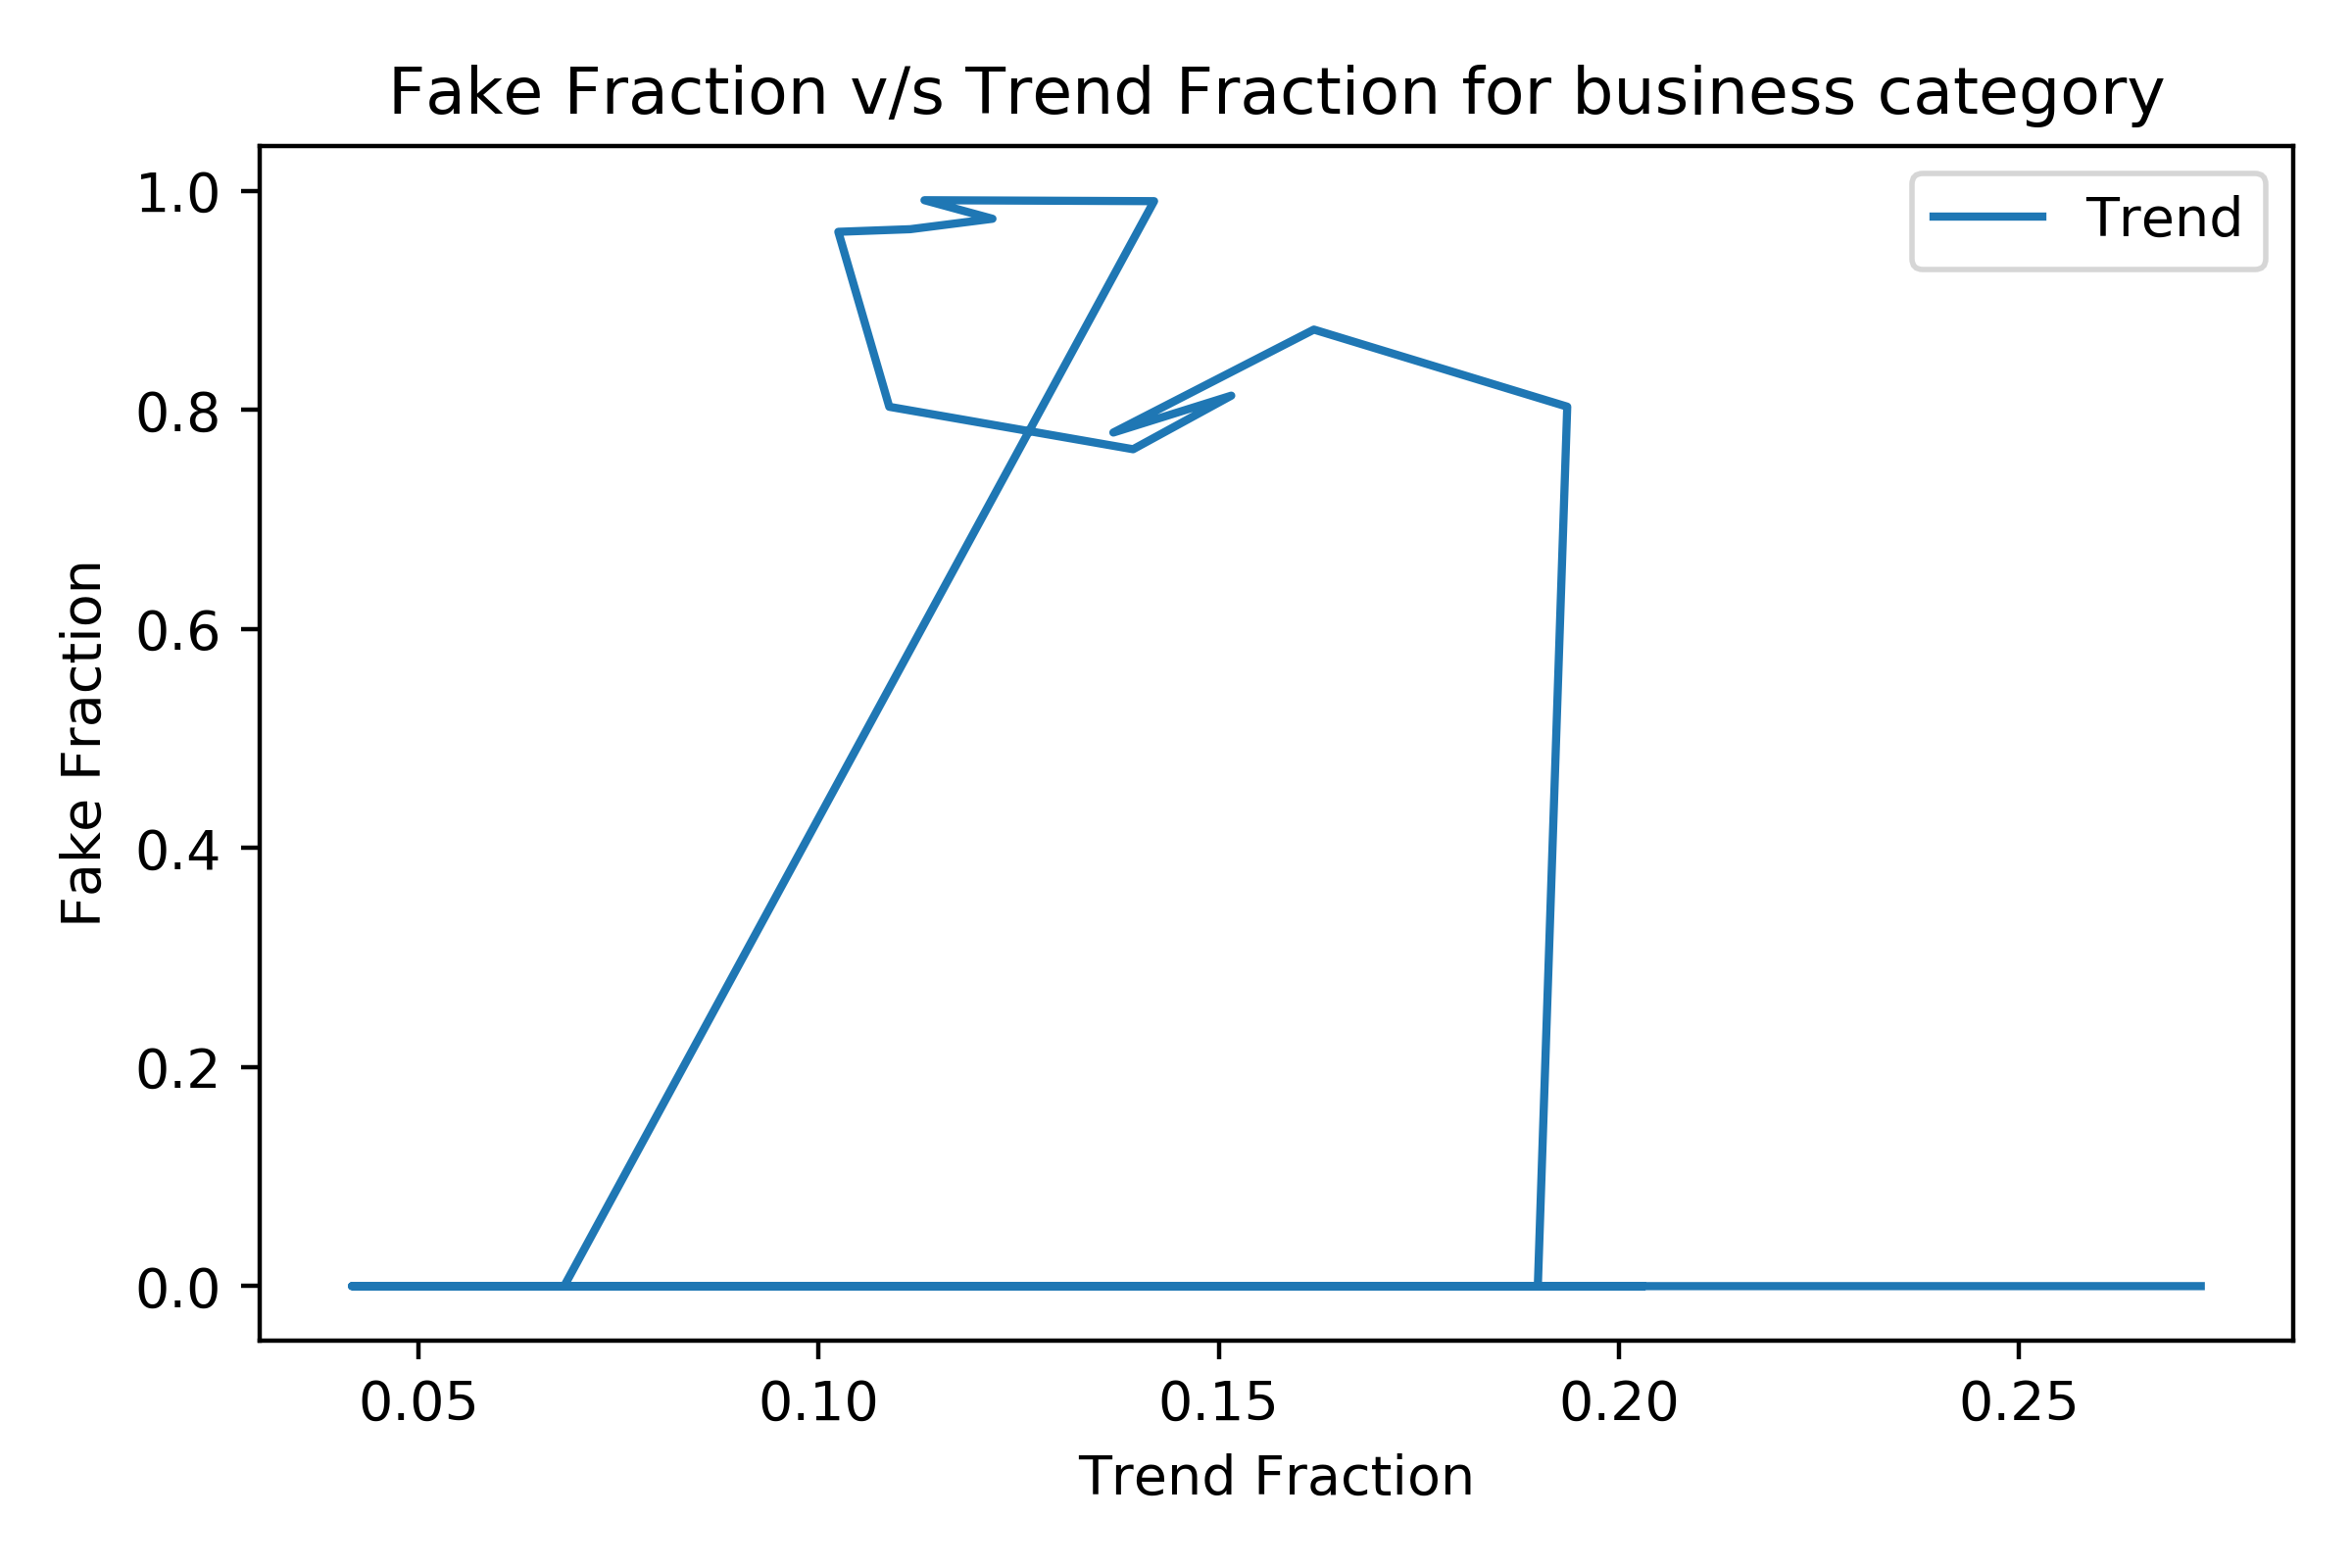 Fake Fraction v/s Trend Fraction for business category
Trend
Fake Fraction
1.0
0.8
0.6
0.4
0.2
0.0
0.05 0.10 0.15 0.20 0.25
Trend Fraction